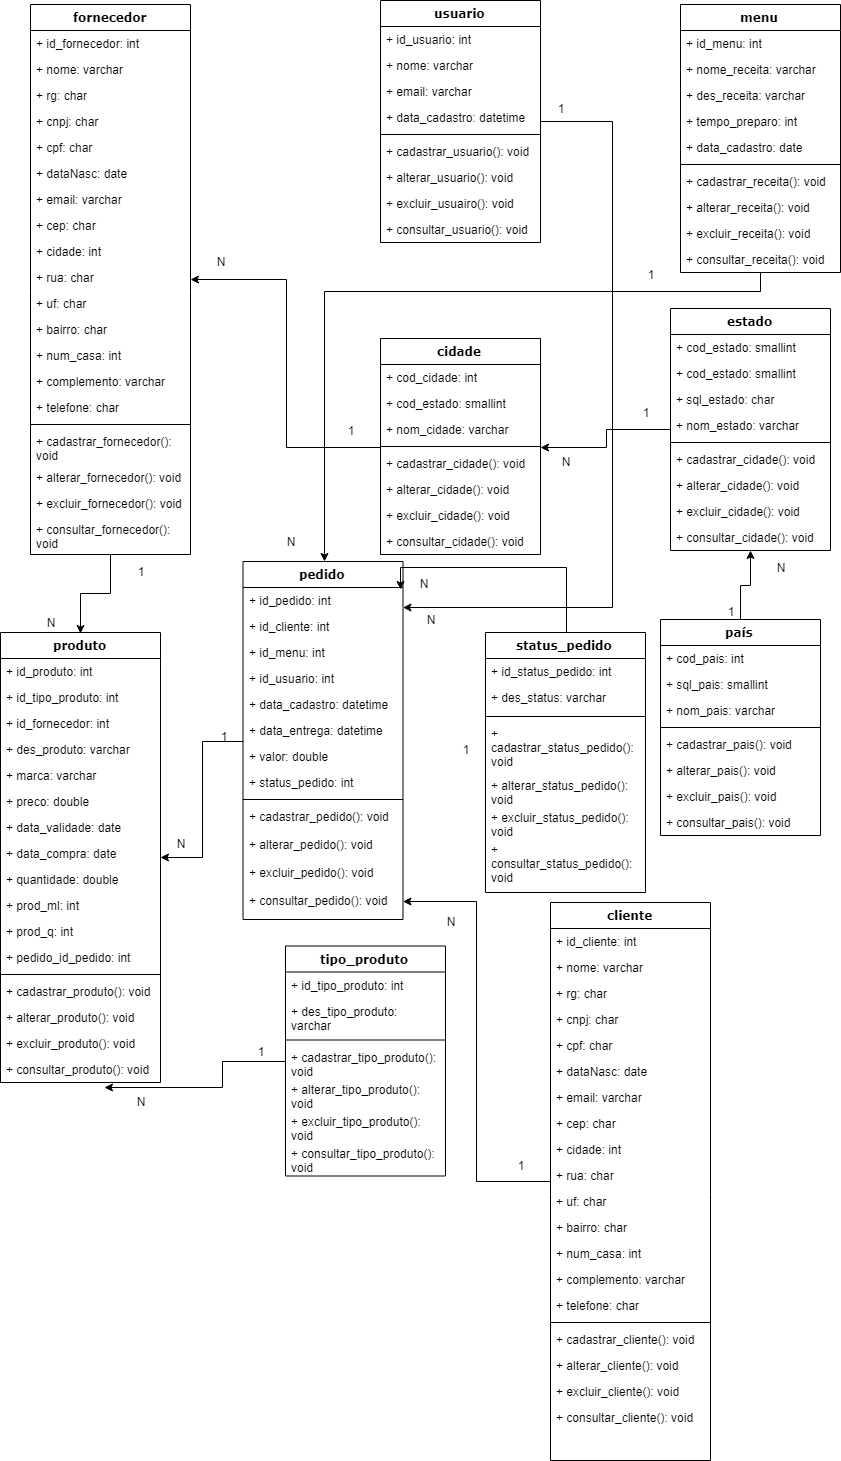 fornecedor
+ id_fornecedor: int
+ nome: varchar
+ rg: char
+ cnpj: char
+ cpf: char
+ dataNasc: date
+ email: varchar
+ cep: char
+ cidade: int
+ rua: char
+ uf: char
+ bairro: char
+ num_casa: int
+ complemento: varchar
+ telefone: char
+ cadastrar_fornecedor():
void
+ alterar_fornecedor(): void
+ excluir_fornecedor(): void
+ consultar_fornecedor():
void
usuario
+ id_usuario: int
+ nome: varchar
+ email: varchar
+ data_cadastro: datetime
+ cadastrar_usuario(): void
+ alterar_usuario(): void
+ excluir_usuairo(): void
+ consultar_usuario(): void
1
menu
+ id_menu: int
+ nome_receita: varchar
+ des_receita: varchar
+ tempo_preparo: int
+ data_cadastro: date
+ cadastrar_receita(): void
+ alterar_receita(): void
+ excluir_receita(): void
+ consultar_receita(): void
1
N
1
cidade
+ cod_cidade: int
+ cod_estado: smallint
+ nom_cidade: varchar
+ cadastrar_cidade(): void
+ alterar_cidade(): void
+ excluir_cidade(): void
+ consultar_cidade(): void
1
N
estado
+ cod_estado: smallint
+ cod_estado: smallint
+ sql_estado: char
+ nom_estado: varchar
+ cadastrar_cidade(): void
+ alterar_cidade(): void
+ excluir_cidade(): void
+ consultar_cidade(): void
N
1
país
+ cod_pais: int
+ sql_pais: smallint
+ nom_pais: varchar
+ cadastrar_pais(): void
+ alterar_pais(): void
+ excluir_pais(): void
+ consultar_pais(): void
1
N
produto
+ id_produto: int
+ id_tipo_produto: int
+ id_fornecedor: int
+ des_produto: varchar
+ marca: varchar
+ preco: double
+ data_validade: date
+ data_compra: date
+ quantidade: double
+ prod_ml: int
+ prod_q: int
+ pedido_id_pedido: int
+ cadastrar_produto(): void
+ alterar_produto(): void
+ excluir_produto(): void
+ consultar_produto(): void
N
pedido
+ id_pedido: int
+ id_cliente: int
+ id_menu: int
+ id_usuario: int
+ data_cadastro: datetime
+ data_entrega: datetime
+ valor: double
+ status_pedido: int
+ cadastrar_pedido(): void
+ alterar_pedido(): void
+ excluir_pedido(): void
+ consultar_pedido(): void
N
N
1
N
1
N
status_pedido
+ id_status_pedido: int
+ des_status: varchar
+
cadastrar_status_pedido():
void
+ alterar_status_pedido():
void
+ excluir_status_pedido():
void
+
consultar_status_pedido():
void
tipo_produto
+ id_tipo_produto: int
+ des_tipo_produto:
varchar
+ cadastrar_tipo_produto():
void
+ alterar_tipo_produto():
void
+ excluir_tipo_produto():
void
+ consultar_tipo_produto():
void
1
N
cliente
+ id_cliente: int
+ nome: varchar
+ rg: char
+ cnpj: char
+ cpf: char
+ dataNasc: date
+ email: varchar
+ cep: char
+ cidade: int
+ rua: char
+ uf: char
+ bairro: char
+ num_casa: int
+ complemento: varchar
+ telefone: char
+ cadastrar_cliente(): void
+ alterar_cliente(): void
+ excluir_cliente(): void
+ consultar_cliente(): void
1